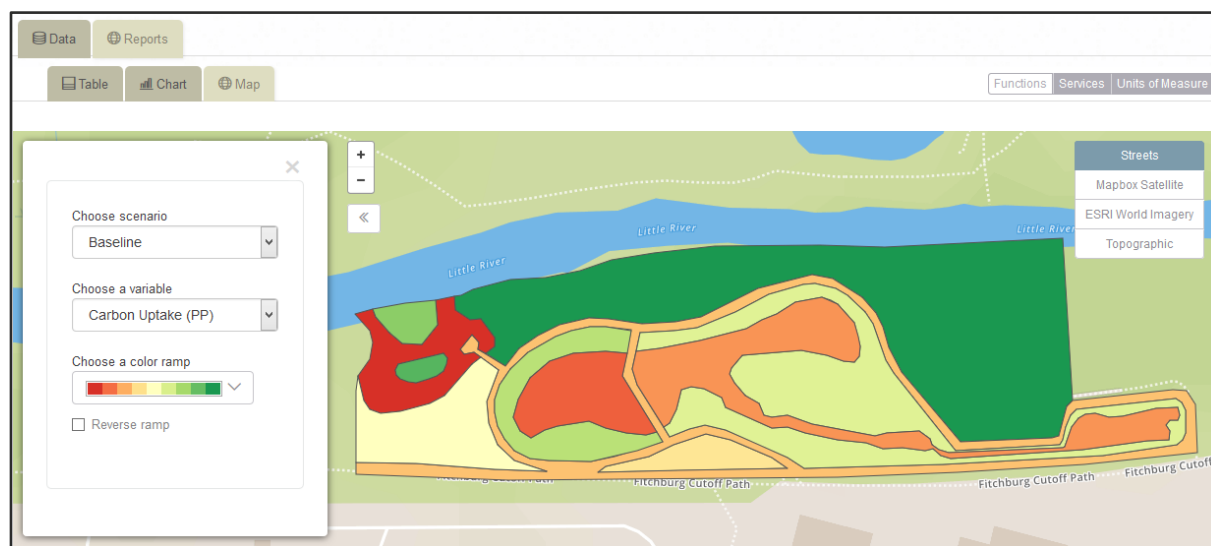 Data Reports
Table Chart Map
Functions Services Units of Measure
Choose scenario
Baseline
Choose a variable
Carbon Uptake (PP)
Choose a color ramp
Reverse ramp
+
−
Streets
Mapbox Satellite
ESRI World Imagery
Topographic
Little River
Little River
Little River
Fitchburg Cutoff Path
Fitchburg Cutoff Path
Fitchburg Cutoff Path
Fitchburg Cutoff